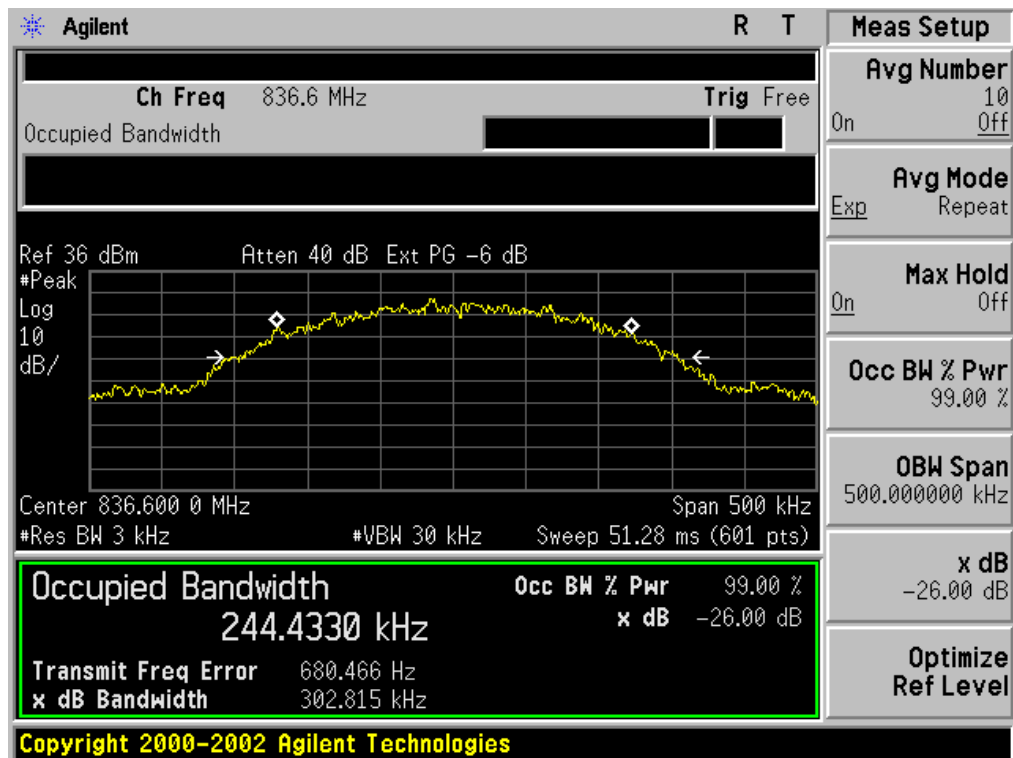 Agilent R T
Ch Freq 836.6 MHz Trig Free
Occupied Bandwidth
Ref 36 dBm Atten 40 dB Ext PG -6 dB
#Peak
Log
10
dB/
Center 836.600 0 MHz Span 500 kHz
#Res BW 3 kHz #VBW 30 kHz Sweep 51.28 ms (601 pts)
Occupied Bandwidth
244.4330 kHz
Occ BW % Pwr 99.00 %
x dB -26.00 dB
Transmit Freq Error 680.466 Hz
x dB Bandwidth 302.815 kHz
Copyright 2000-2002 Agilent Technologies
Meas Setup
Avg Number
10
On Off
Avg Mode
Exp Repeat
Max Hold
On Off
Occ BW % Pwr
99.00 %
OBW Span
500.000000 kHz
x dB
-26.00 dB
Optimize
Ref Level